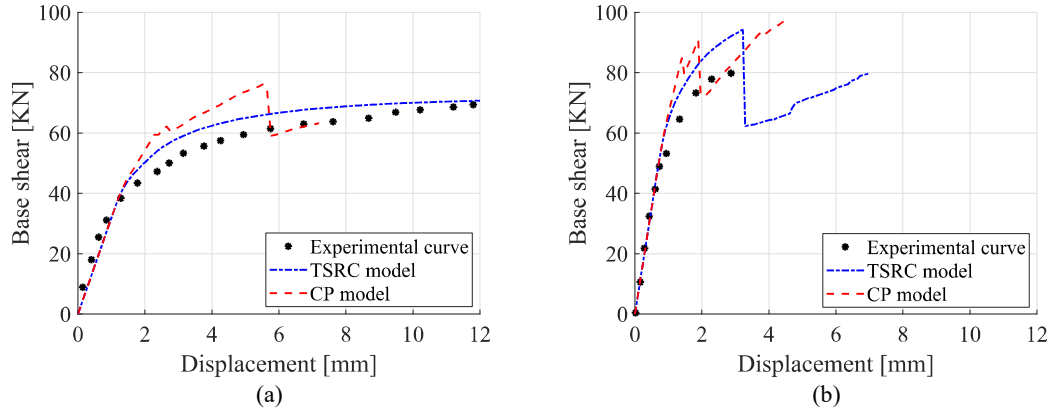 100
80
60
40
20
0
Base shear [KN]
0 2 4 6 8 10 12
Displacement [mm]
Experimental curve
TSRC model
CP model
(a)
100
80
60
40
20
0
Base shear [KN]
0 2 4 6 8 10 12
Displacement [mm]
Experimental curve
TSRC model
CP model
(b)